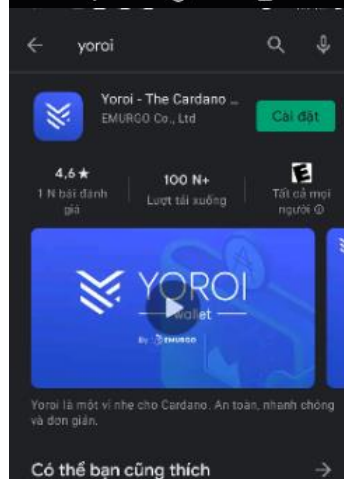 yoroi
Yoroi - The Cardano ...
EMURGO Co., Ltd
Cài đặt
4,6★
1 N bài đánh
giá
100 N+
Lượt tải xuống
E
Tất cả mọi
người
YOROI
wallet
By EMURGO
Yoroi là một ví nhẹ cho Cardano. An toàn, nhanh chóng
và đơn giản.
Có thể bạn cũng thích